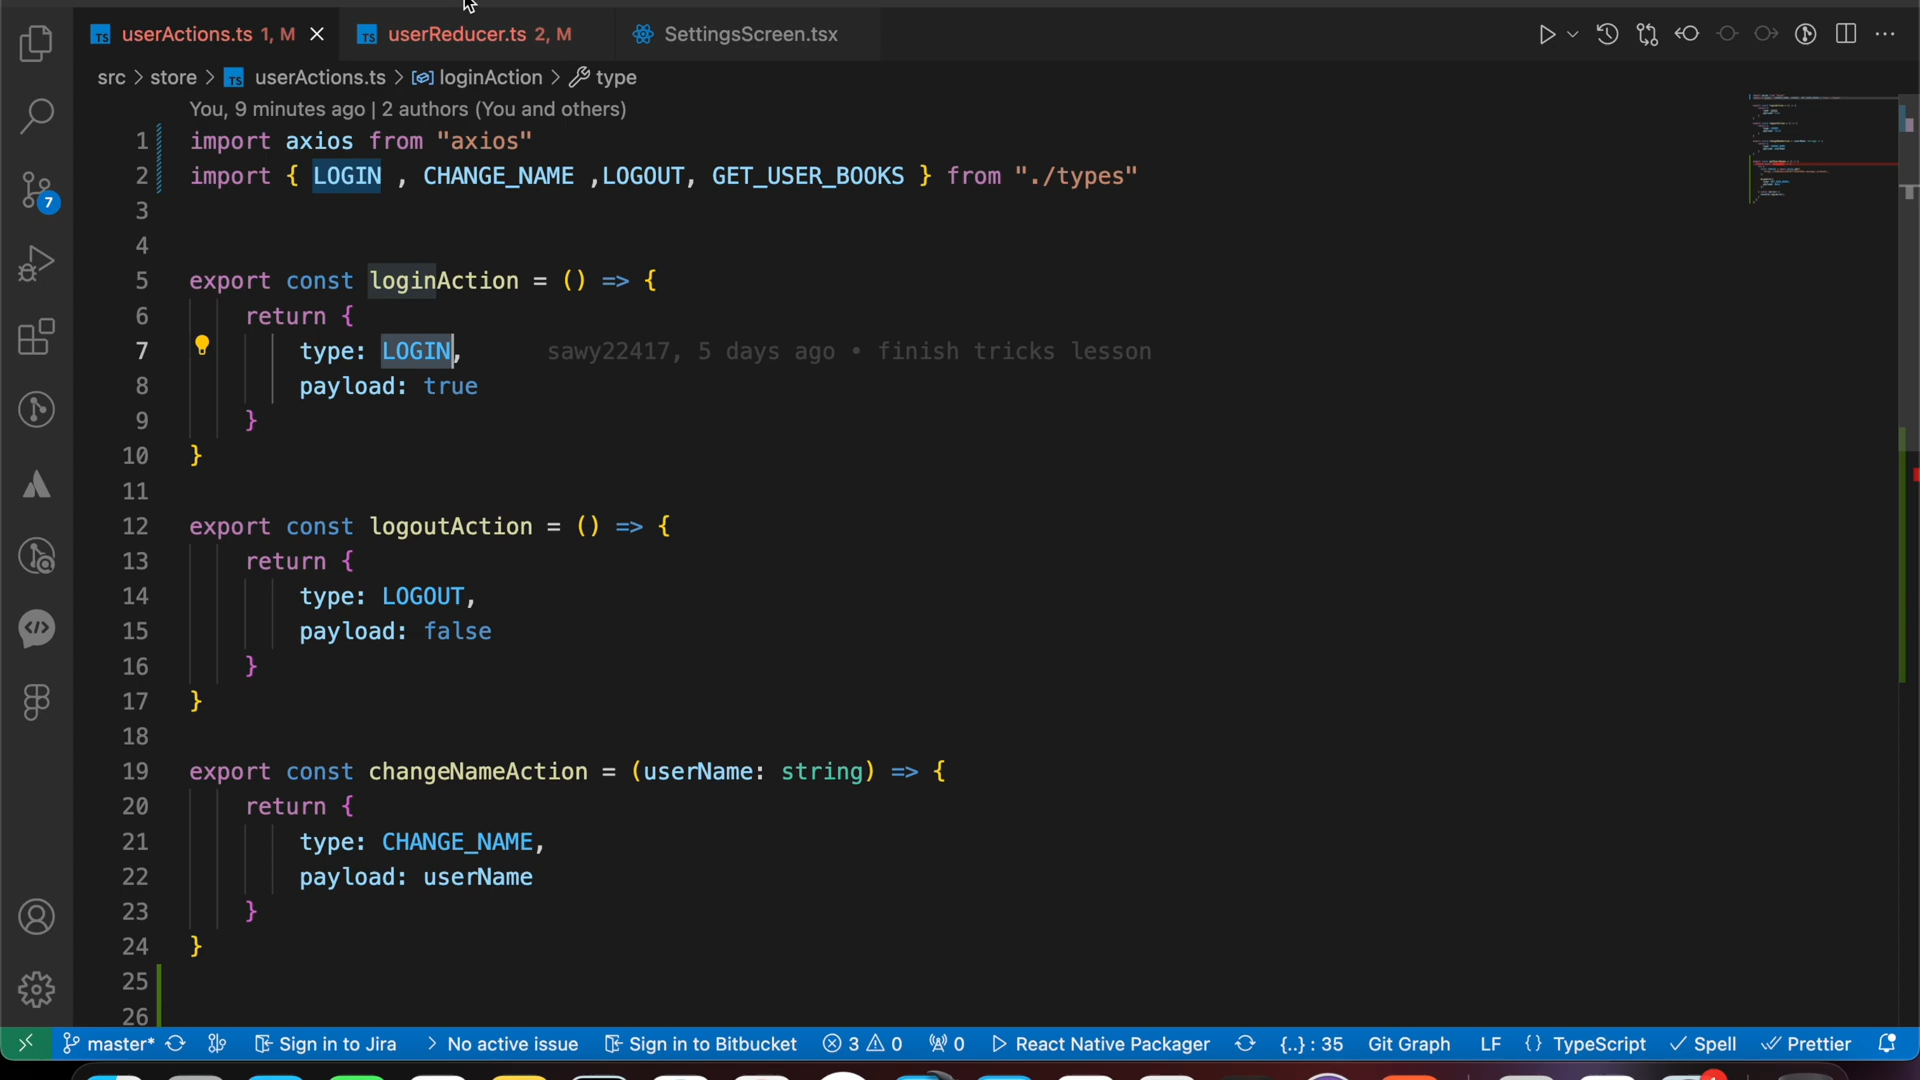 TS userActions.ts 1, M × TS userReducer.ts 2, M SettingsScreen.tsx
src > store > TS userActions.ts > loginAction > type
You, 9 minutes ago | 2 authors (You and others)
1 import axios from "axios"
2 import { LOGIN , CHANGE_NAME ,LOGOUT, GET_USER_BOOKS } from "./types"
3
4
5 export const loginAction = () => {
6 return {
7 type: LOGIN, sawy22417, 5 days ago • finish tricks lesson
8 payload: true
9 }
10 }
11
12 export const logoutAction = () => {
13 return {
14 type: LOGOUT,
15 payload: false
16 }
17 }
18
19 export const changeNameAction = (userName: string) => {
20 return {
21 type: CHANGE_NAME,
22 payload: userName
23 }
24 }
25
26
7
master* Sign in to Jira > No active issue Sign in to Bitbucket 3 0 0 React Native Packager {..} : 35 Git Graph LF {} TypeScript ✓ Spell Prettier